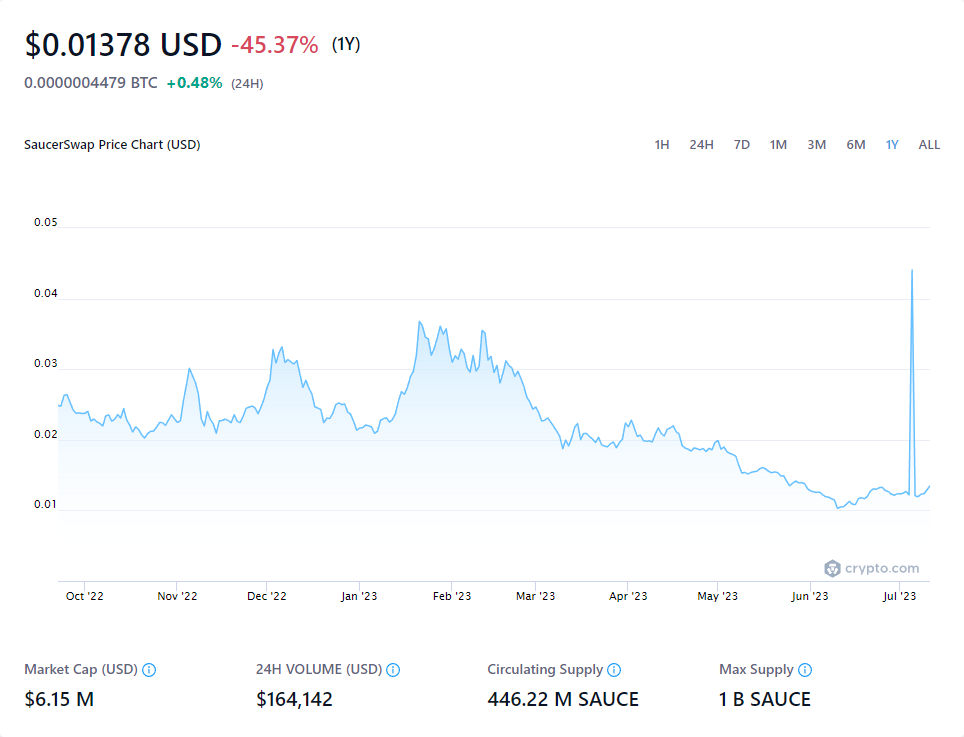 $0.01378 USD -45.37% (1Y)
0.0000004479 BTC +0.48% (24H)
SaucerSwap Price Chart (USD) 1H 24H 7D 1M 3M 6M 1Y ALL
0.05
0.04
0.03
0.02
0.01
crypto.com
Oct '22 Nov '22 Dec '22 Jan '23 Feb '23 Mar '23 Apr '23 May '23 Jun '23 Jul '23
Market Cap (USD) 24H VOLUME (USD) Circulating Supply Max Supply
$6.15 M $164,142 446.22 M SAUCE 1 B SAUCE